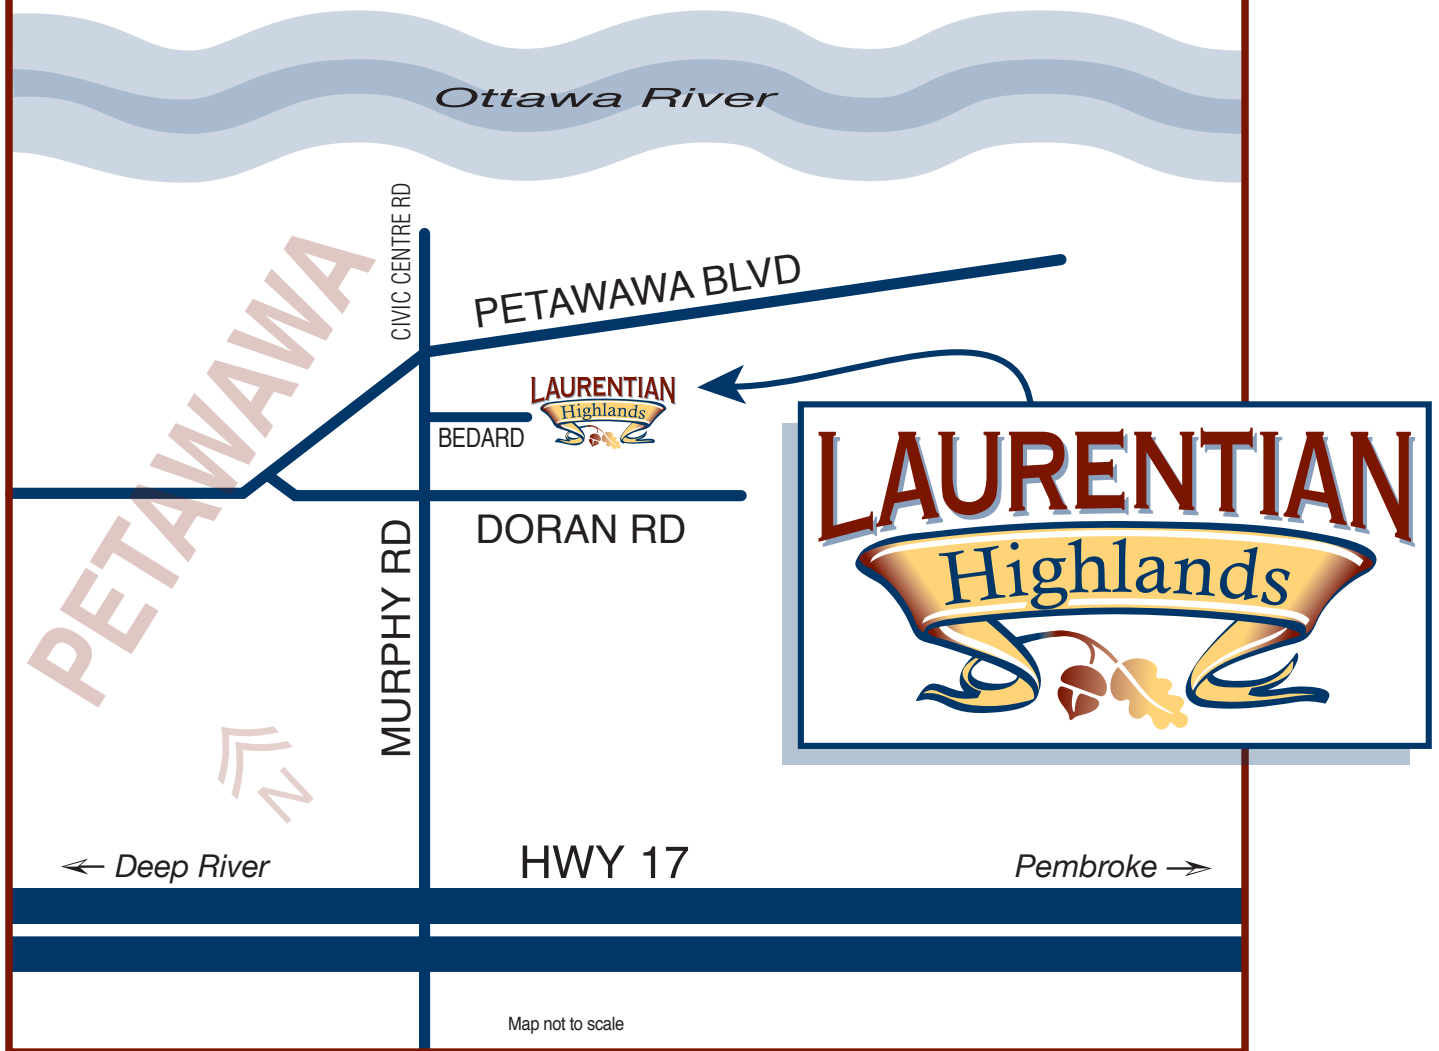 Ottawa River
CIVIC CENTRE RD
PETAWAWA
PETAWAWA BLVD
LAURENTIAN
Highlands
BEDARD
LAURENTIAN
Highlands
DORAN RD
MURPHY RD
N
Deep River
HWY 17
Pembroke
Map not to scale